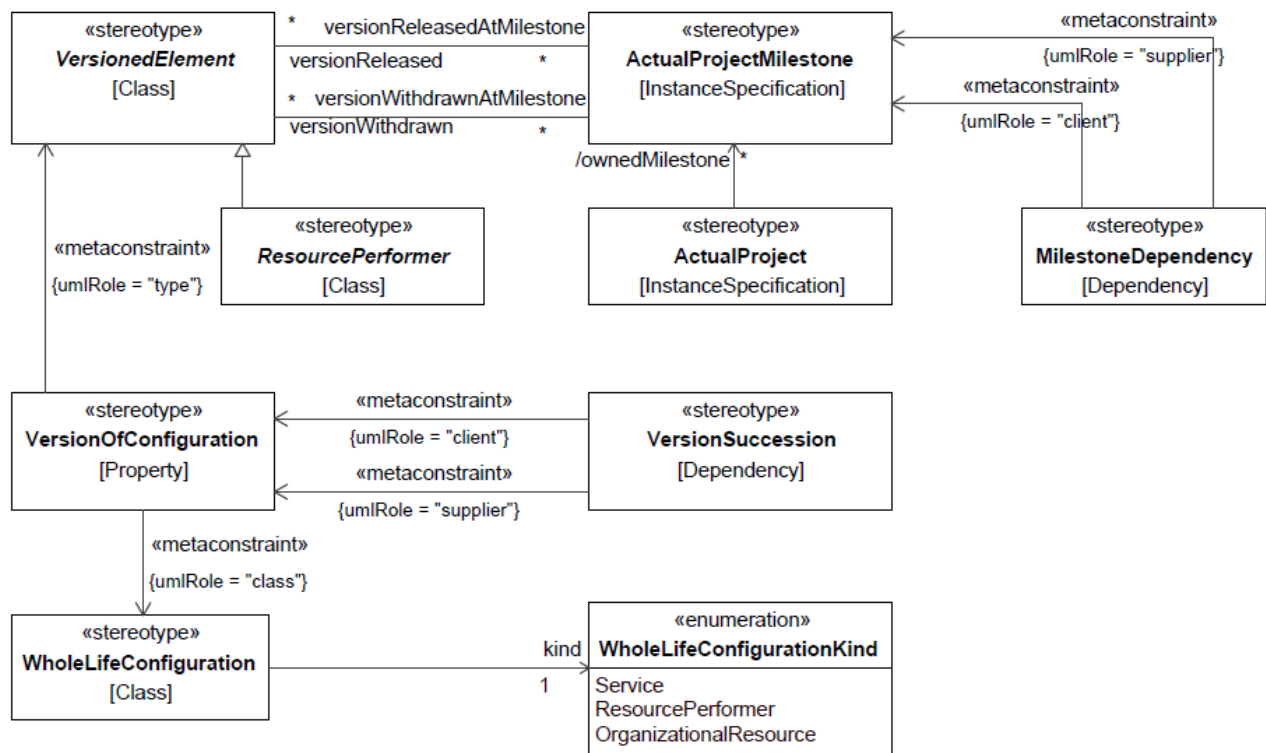 «stereotype»
VersionedElement
[Class]
*
versionReleasedAtMilestone
versionReleased
*
*
versionWithdrawnAtMilestone
versionWithdrawn
*
«stereotype»
ActualProjectMilestone
[InstanceSpecification]
«metaconstraint»
{umlRole = "supplier"}
«metaconstraint»
{umlRole = "client"}
/ownedMilestone *
«metaconstraint»
{umlRole = "type"}
«stereotype»
ResourcePerformer
[Class]
«stereotype»
ActualProject
[InstanceSpecification]
«stereotype»
MilestoneDependency
[Dependency]
«stereotype»
VersionOfConfiguration
[Property]
«metaconstraint»
{umlRole = "client"}
«metaconstraint»
{umlRole = "supplier"}
«stereotype»
VersionSuccession
[Dependency]
«metaconstraint»
{umlRole = "class"}
«stereotype»
WholeLifeConfiguration
[Class]
kind
1
«enumeration»
WholeLifeConfigurationKind
Service
ResourcePerformer
OrganizationalResource